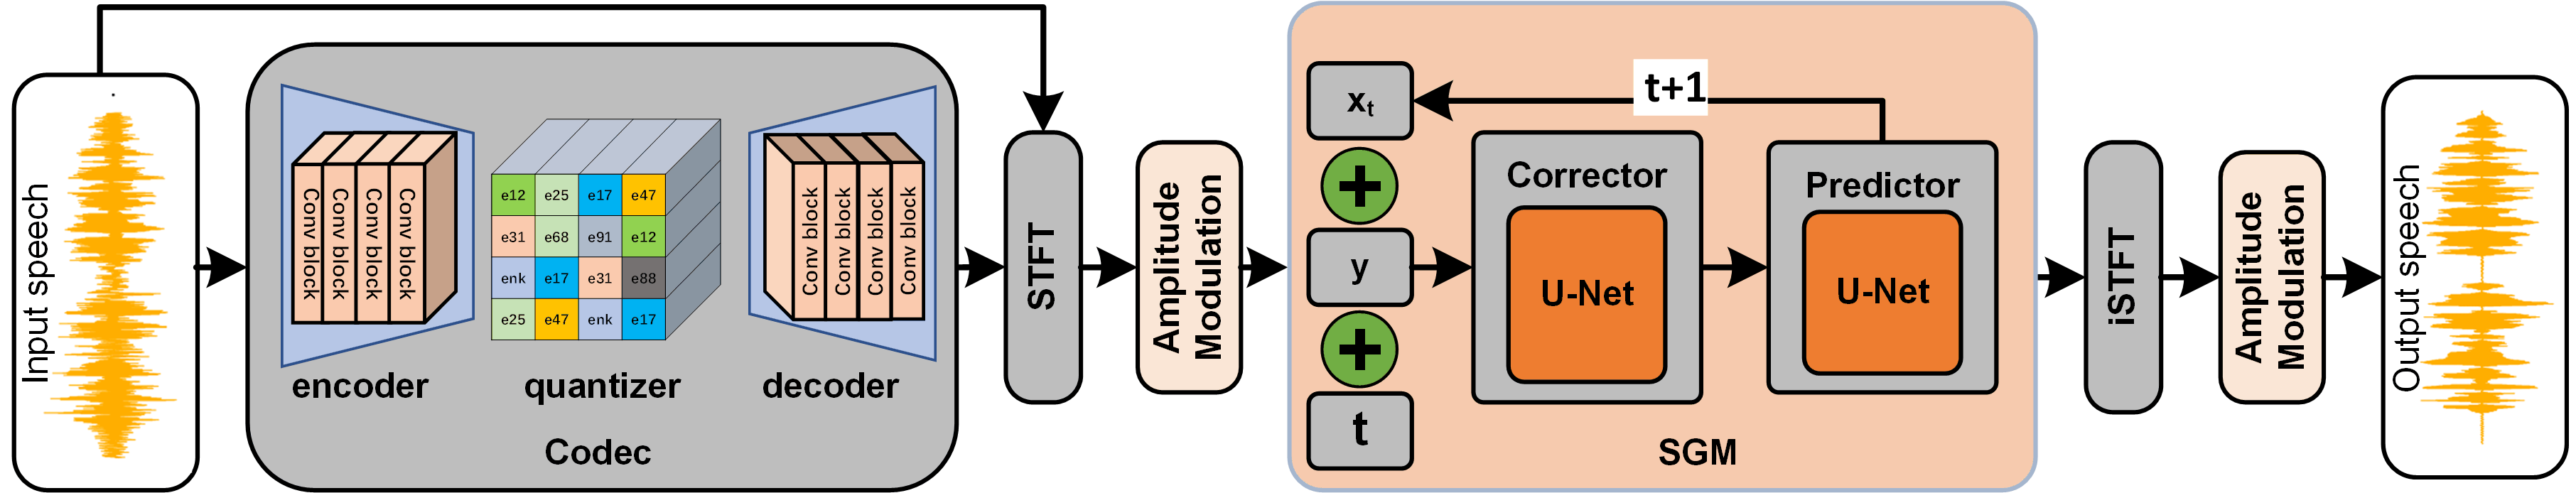 Input speech
Conv block
Conv block
Conv block
Conv block
encoder
e12 e25 e17 e47
e31 e68 e91 e12
enk e17 e31 e88
e25 e47 enk e17
quantizer
Conv block
Conv block
Conv block
Conv block
decoder
Codec
STFT
Amplitude
Modulation
xt
y
t
t+1
Corrector
U-Net
Predictor
U-Net
SGM
iSTFT
Amplitude
Modulation
Output speech